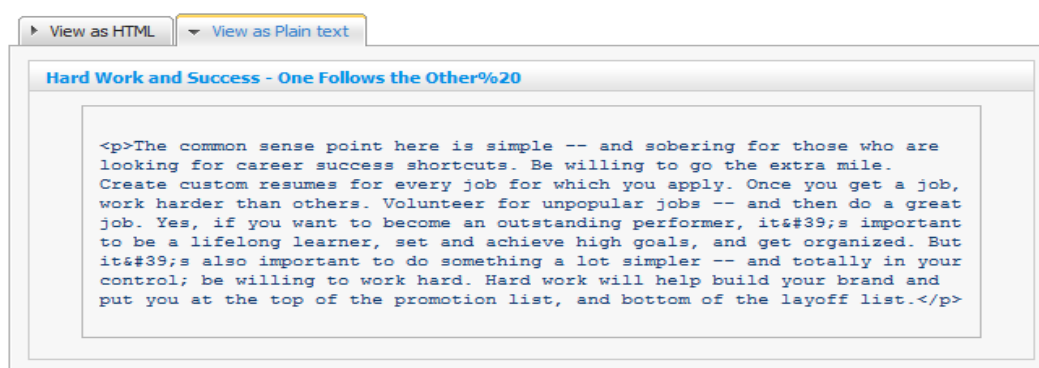 View as HTML View as Plain text
Hard Work and Success - One Follows the Other%20
<p>The common sense point here is simple -- and sobering for those who are
looking for career success shortcuts. Be willing to go the extra mile.
Create custom resumes for every job for which you apply. Once you get a job,
work harder than others. Volunteer for unpopular jobs -- and then do a great
job. Yes, if you want to become an outstanding performer, it&#39;s important
to be a lifelong learner, set and achieve high goals, and get organized. But
it&#39;s also important to do something a lot simpler -- and totally in your
control; be willing to work hard. Hard work will help build your brand and
put you at the top of the promotion list, and bottom of the layoff list.</p>